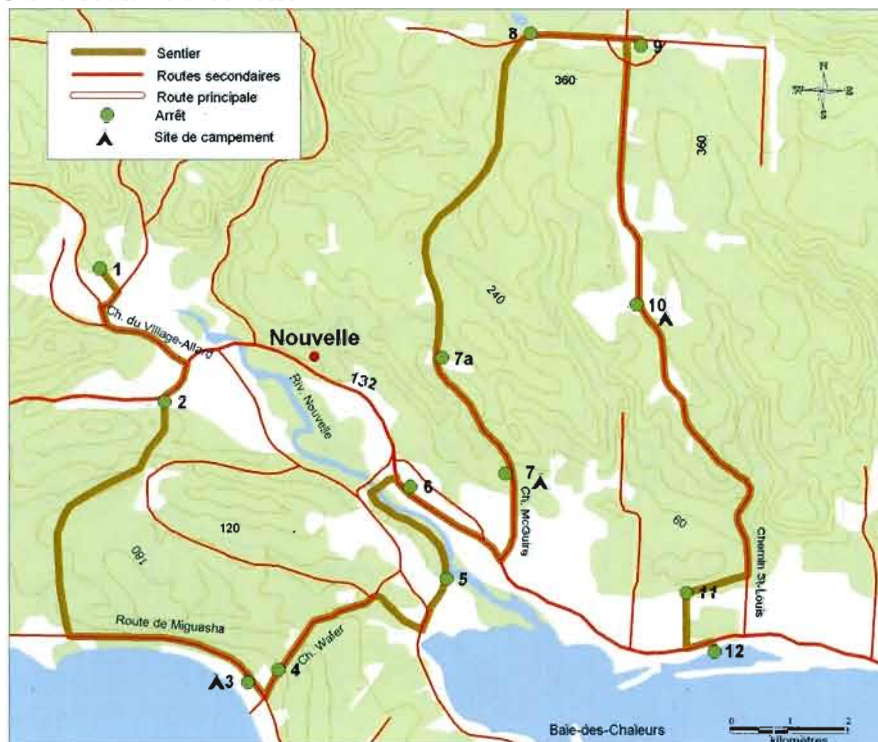 Sentier
Routes secondaires
Route principale
Arrêt
Site de campement
8
9
N
W E
S
360
360
1
Ch. du Village-Allard
240
10
Nouvelle
7a
132
2
Riv. Nouvelle
7
6
Ch. McGuire
120
180
60
Chemin St-Louis
5
11
Route de Miguasha
Ch. Wafer
12
3
4
Baie-des-Chaleurs
0 1 2
kilomètres